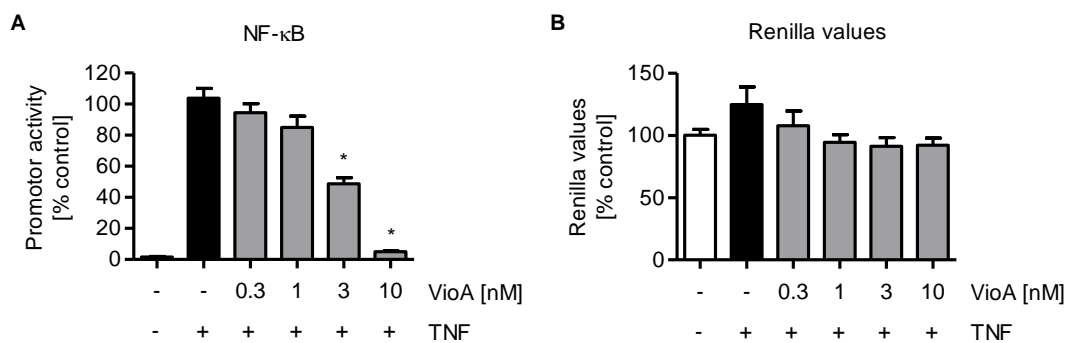 A
NF-κB
Promotor activity
[% control]
120
100
80
60
40
20
0
*
*
- - 0.3 1 3 10 VioA [nM]
- + + + + + TNF
B
Renilla values
Renilla values
[% control]
150
100
50
0
- - 0.3 1 3 10 VioA [nM]
- + + + + + TNF